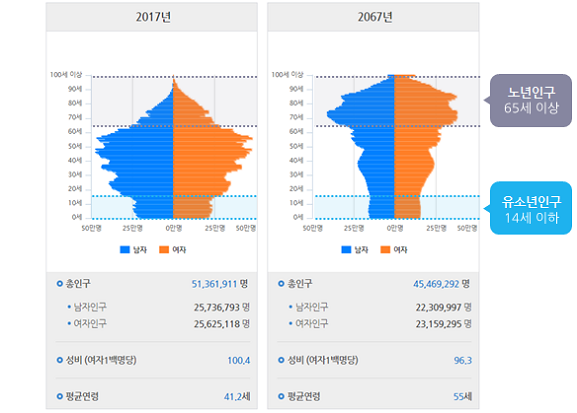 2017년
100세 이상
90세
80세
70세
60세
50세
40세
30세
20세
10세
0세
50만명
25만명
0만명
25만명
50만명
남자
여자
총인구
51,361,911 명
남자인구
25,736,793 명
여자인구
25,625,118 명
성비 (여자1백명당)
100,4
평균연령
41,2세
2067년
100세 이상
90세
80세
70세
60세
50세
40세
30세
20세
10세
0세
50만명
25만명
0만명
25만명
50만명
남자
여자
총인구
45,469,292 명
남자인구
22,309,997 명
여자인구
23,159,295 명
성비 (여자1백명당)
96,3
평균연령
55세
노년인구
65세 이상
유소년인구
14세 이하